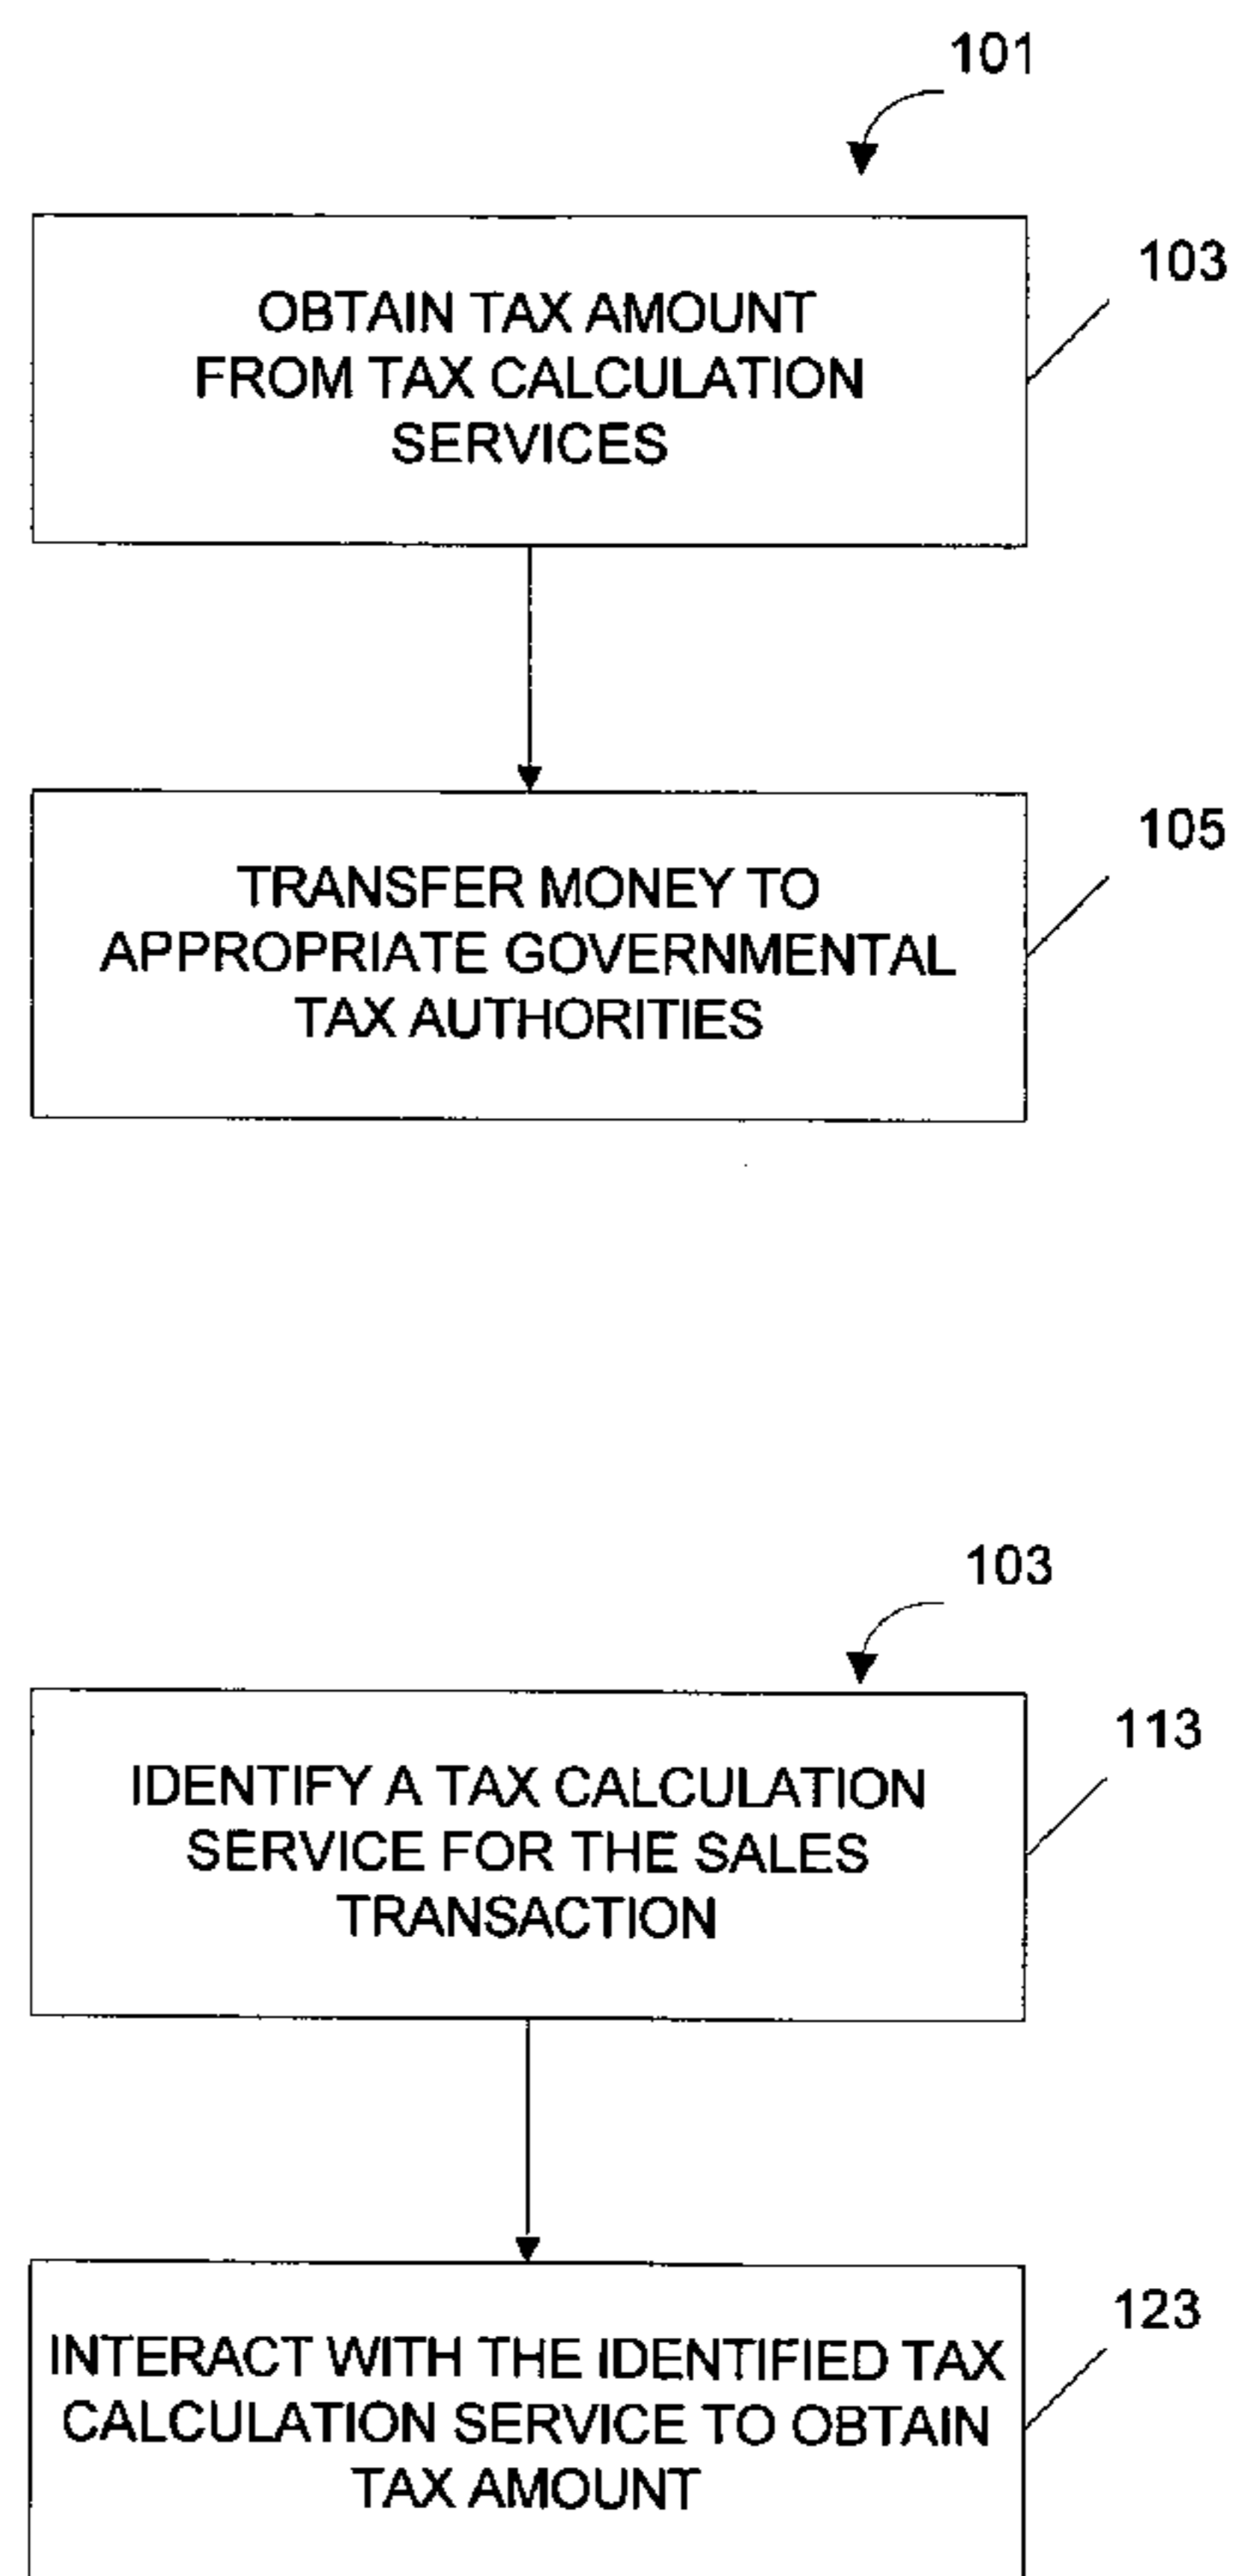 101
103
OBTAIN TAX AMOUNT
FROM TAX CALCULATION
SERVICES
105
TRANSFER MONEY TO
APPROPRIATE GOVERNMENTAL
TAX AUTHORITIES
103
113
IDENTIFY A TAX CALCULATION
SERVICE FOR THE SALES
TRANSACTION
123
INTERACT WITH THE IDENTIFIED TAX
CALCULATION SERVICE TO OBTAIN
TAX AMOUNT